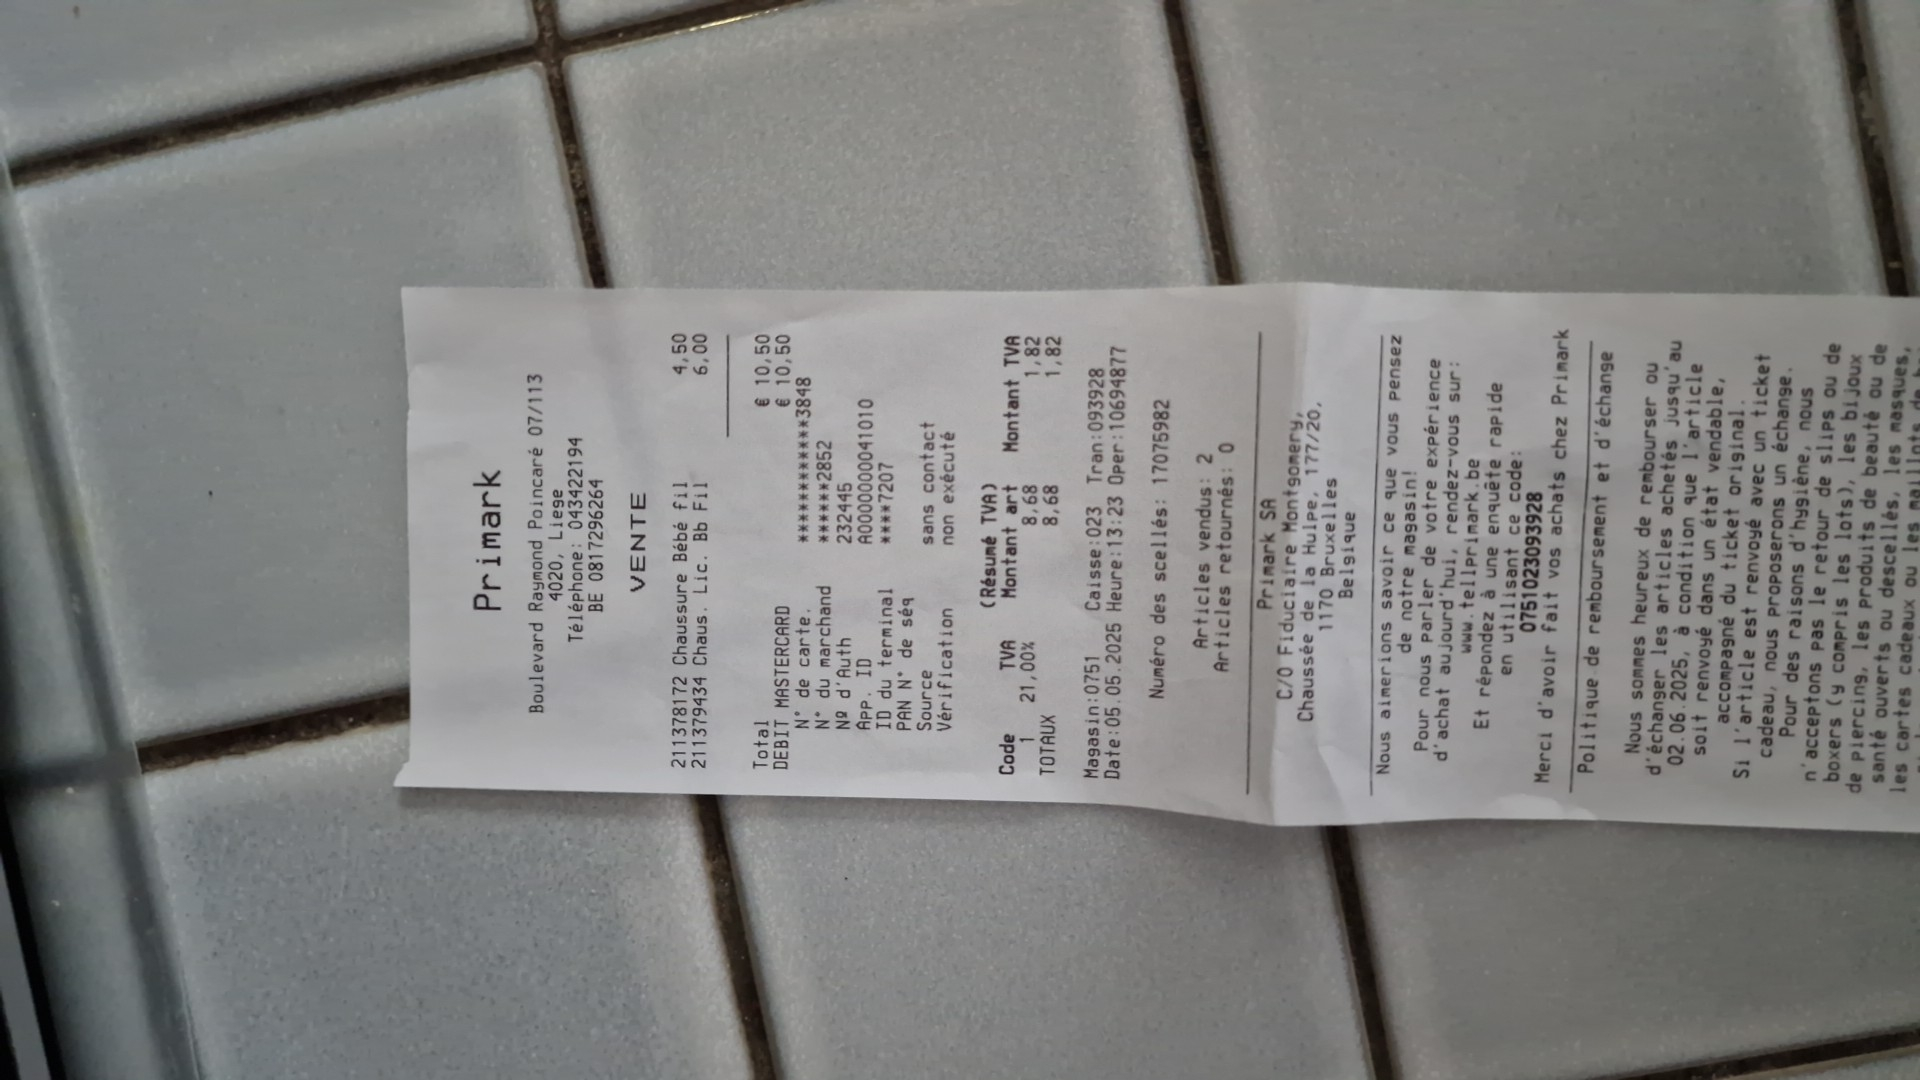 Primark
Boulevard Raymond Poincaré 07/113
4020, Liege
Téléphone: 043422194
BE 0817296264
VENTE
211378172 Chaussure Bébé fil 4,50
211379434 Chaus. Lic. Bb Fil 6,00
Total € 10,50
DEBIT MASTERCARD € 10,50
N° de carte. ************3848
N° du marchand ******2852
Nº d'Auth 232445
APP. ID A0000000041010
ID du terminal ****7207
PAN N° de séq
Source sans contact
Vérification non exécuté
(Résumé TVA)
Code TVA Montant art Montant TVA
1 21,00% 8,68 1,82
TOTAUX 8,68 1,82
Magasin:0751 Caisse:023 Tran:093928
Date:05.05.2025 Heure:13:23 Oper:10694877
Numéro des scellés: 17075982
Articles vendus: 2
Articles retournés: 0
Primark SA
C/O Fiduciaire Montgomery,
Chaussée de la Hulpe, 177/20,
1170 Bruxelles
Belgique
Nous aimerions savoir ce que vous pensez
de notre magasin!
Pour nous parler de votre expérience
d'achat aujourd'hui, rendez-vous sur:
www.tellprimark.be
Et répondez à une enquête rapide
en utilisant ce code:
0751023093928
Merci d'avoir fait vos achats chez Primark
Politique de remboursement et d'échange
Nous sommes heureux de rembourser ou
d'échanger les articles achetés jusqu'au
02.06.2025, à condition que l'article
soit renvoyé dans un état vendable,
accompagné du ticket original.
Si l'article est renvoyé avec un ticket
cadeau, nous proposerons un échange.
Pour des raisons d'hygiène, nous
n'acceptons pas le retour de slips ou de
boxers (y compris les lots), les bijoux
de piercing, les produits de beauté ou de
santé ouverts ou descellés, les masques,
les cartes cadeaux ou les maillots de